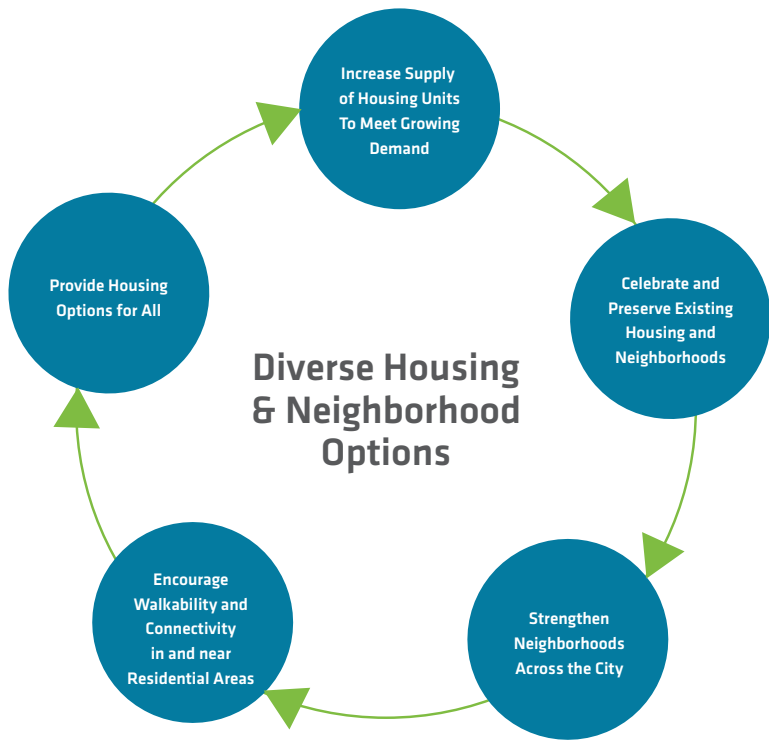 Increase Supply
of Housing Units
To Meet Growing
Demand
Celebrate and
Preserve Existing
Housing and
Neighborhoods
Strengthen
Neighborhoods
Across the City
Encourage
Walkability and
Connectivity
in and near
Residential Areas
Provide Housing
Options for All
Diverse Housing
& Neighborhood
Options